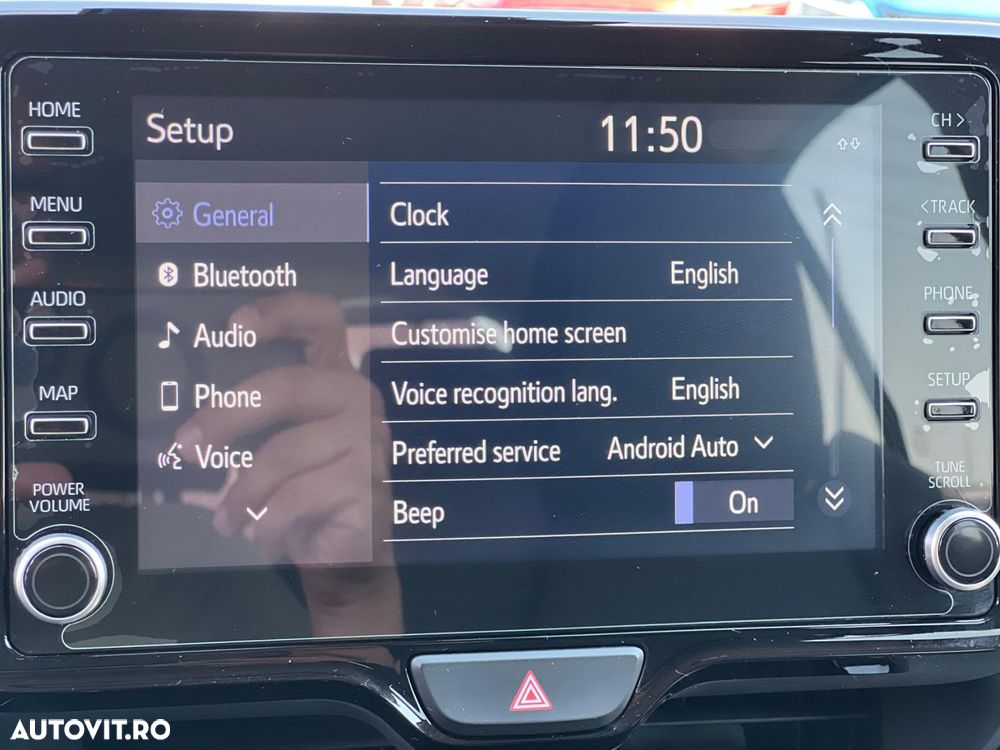 HOME
MENU
AUDIO
MAP
POWER
VOLUME
Setup
11:50
General
Bluetooth
Audio
Phone
Voice
Clock
Language English
Customise home screen
Voice recognition lang. English
Preferred service Android Auto
Beep On
CH >
< TRACK
PHONE
SETUP
TUNE
SCROLL
AUTOVIT.RO